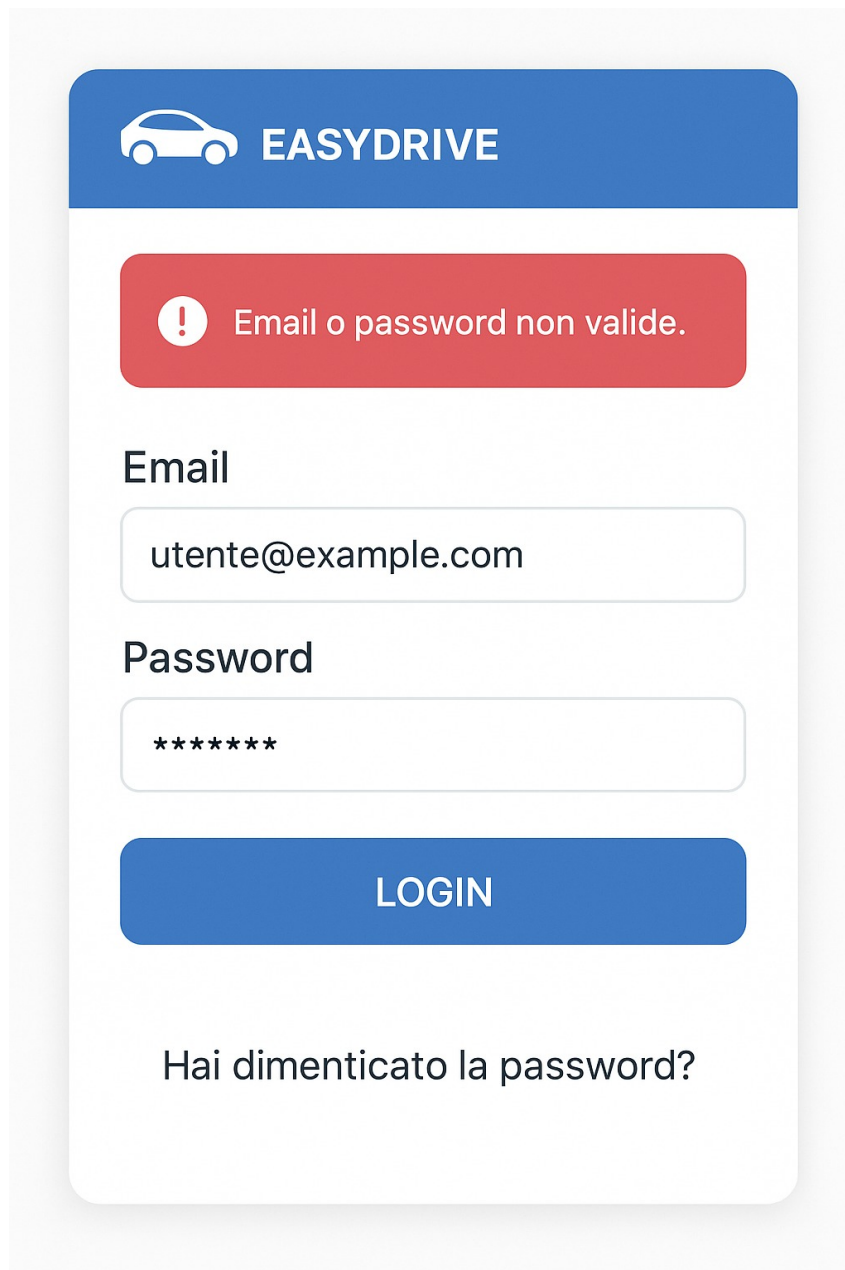 EASYDRIVE
! Email o password non valide.
Email
utente@example.com
Password
*******
LOGIN
Hai dimenticato la password?